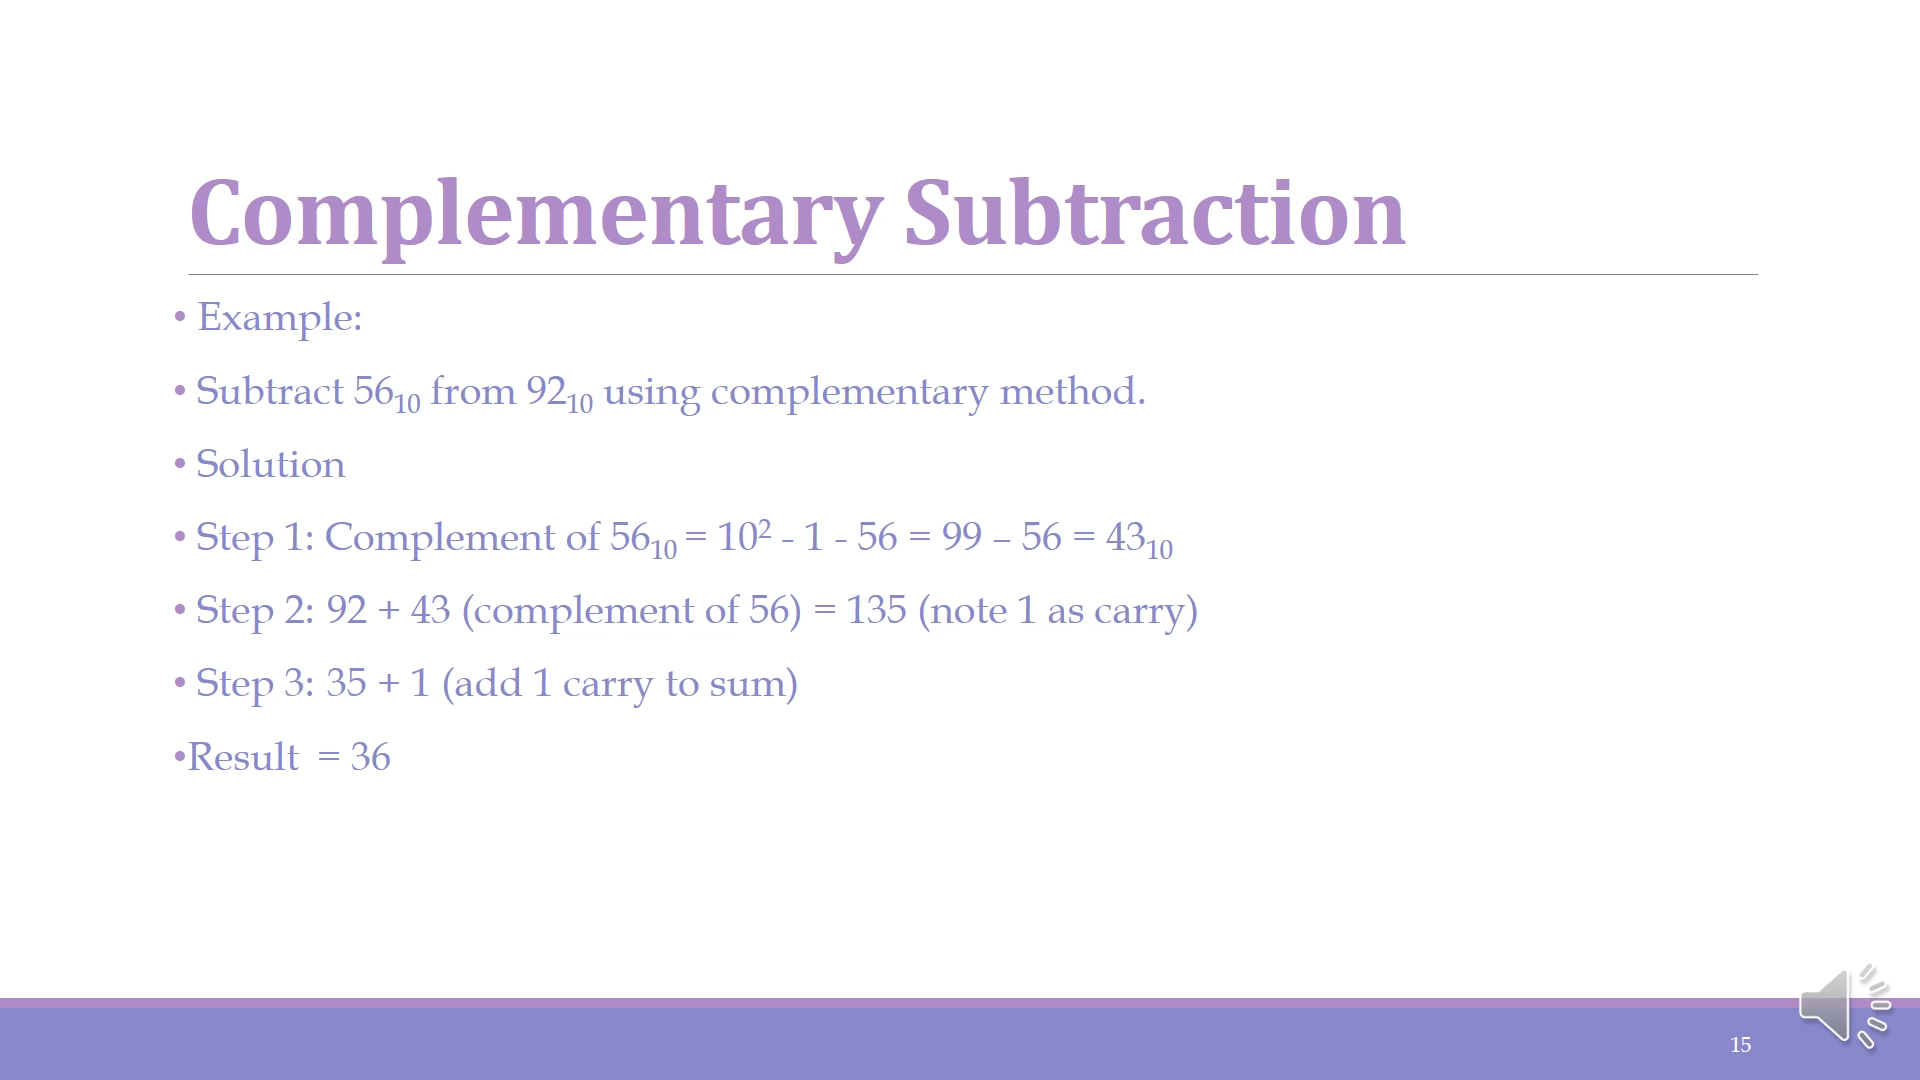 Complementary Subtraction
• Example:
• Subtract 56₁₀ from 92₁₀ using complementary method.
• Solution
• Step 1: Complement of 56₁₀ = 10² - 1 - 56 = 99 – 56 = 43₁₀
• Step 2: 92 + 43 (complement of 56) = 135 (note 1 as carry)
• Step 3: 35 + 1 (add 1 carry to sum)
•Result = 36
15